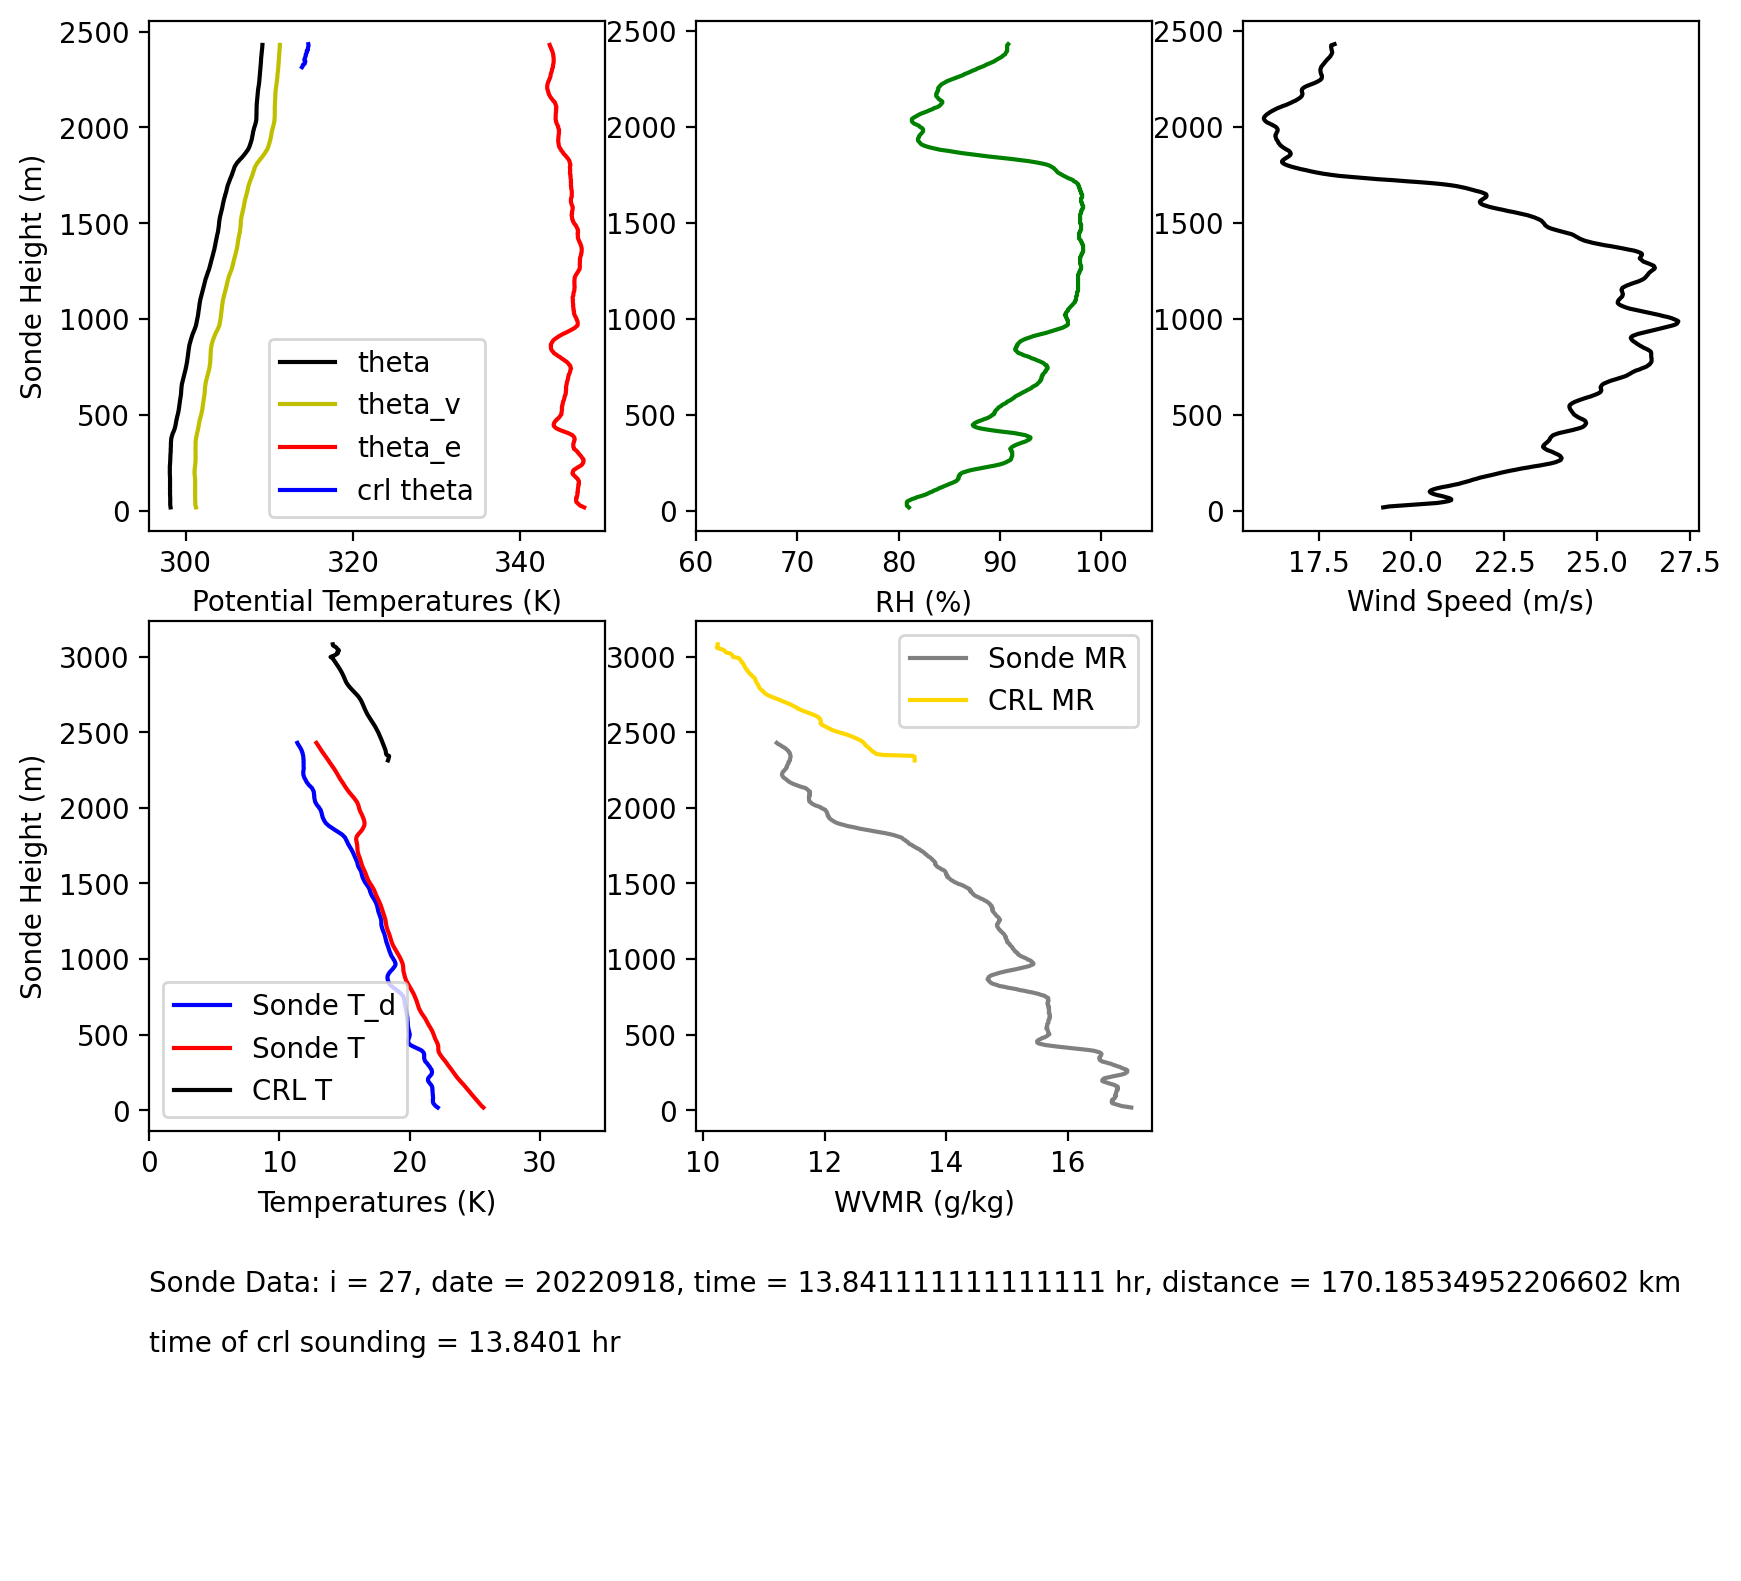 2500
2000
1500
1000
500
0
Sonde Height (m)
theta
theta_v
theta_e
crl theta
300
320
340
Potential Temperatures (K)
2500
2000
1500
1000
500
0
60
70
80
90
100
RH (%)
2500
2000
1500
1000
500
0
17.5
20.0
22.5
25.0
27.5
Wind Speed (m/s)
3000
2500
2000
1500
1000
500
0
Sonde Height (m)
Sonde T_d
Sonde T
CRL T
0
10
20
30
Temperatures (K)
3000
2500
2000
1500
1000
500
0
Sonde MR
CRL MR
10
12
14
16
WVMR (g/kg)
Sonde Data: i = 27, date = 20220918, time = 13.841111111111111 hr, distance = 170.18534952206602 km
time of crl sounding = 13.8401 hr